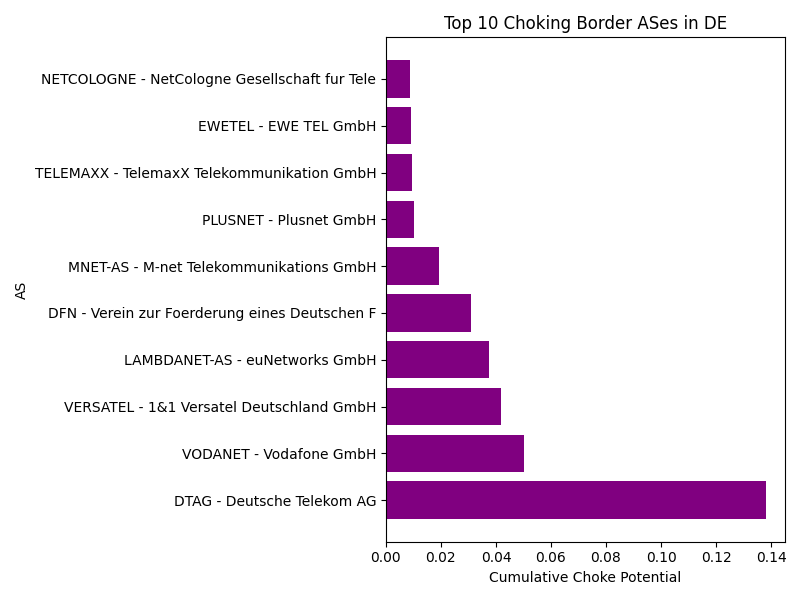 Top 10 Choking Border ASes in DE
NETCOLOGNE - NetCologne Gesellschaft fur Tele
EWETEL - EWE TEL GmbH
TELEMAXX - TelemaxX Telekommunikation GmbH
PLUSNET - Plusnet GmbH
MNET-AS - M-net Telekommunikations GmbH
DFN - Verein zur Foerderung eines Deutschen F
LAMBDANET-AS - euNetworks GmbH
VERSATEL - 1&1 Versatel Deutschland GmbH
VODANET - Vodafone GmbH
DTAG - Deutsche Telekom AG
AS
0.00 0.02 0.04 0.06 0.08 0.10 0.12 0.14
Cumulative Choke Potential